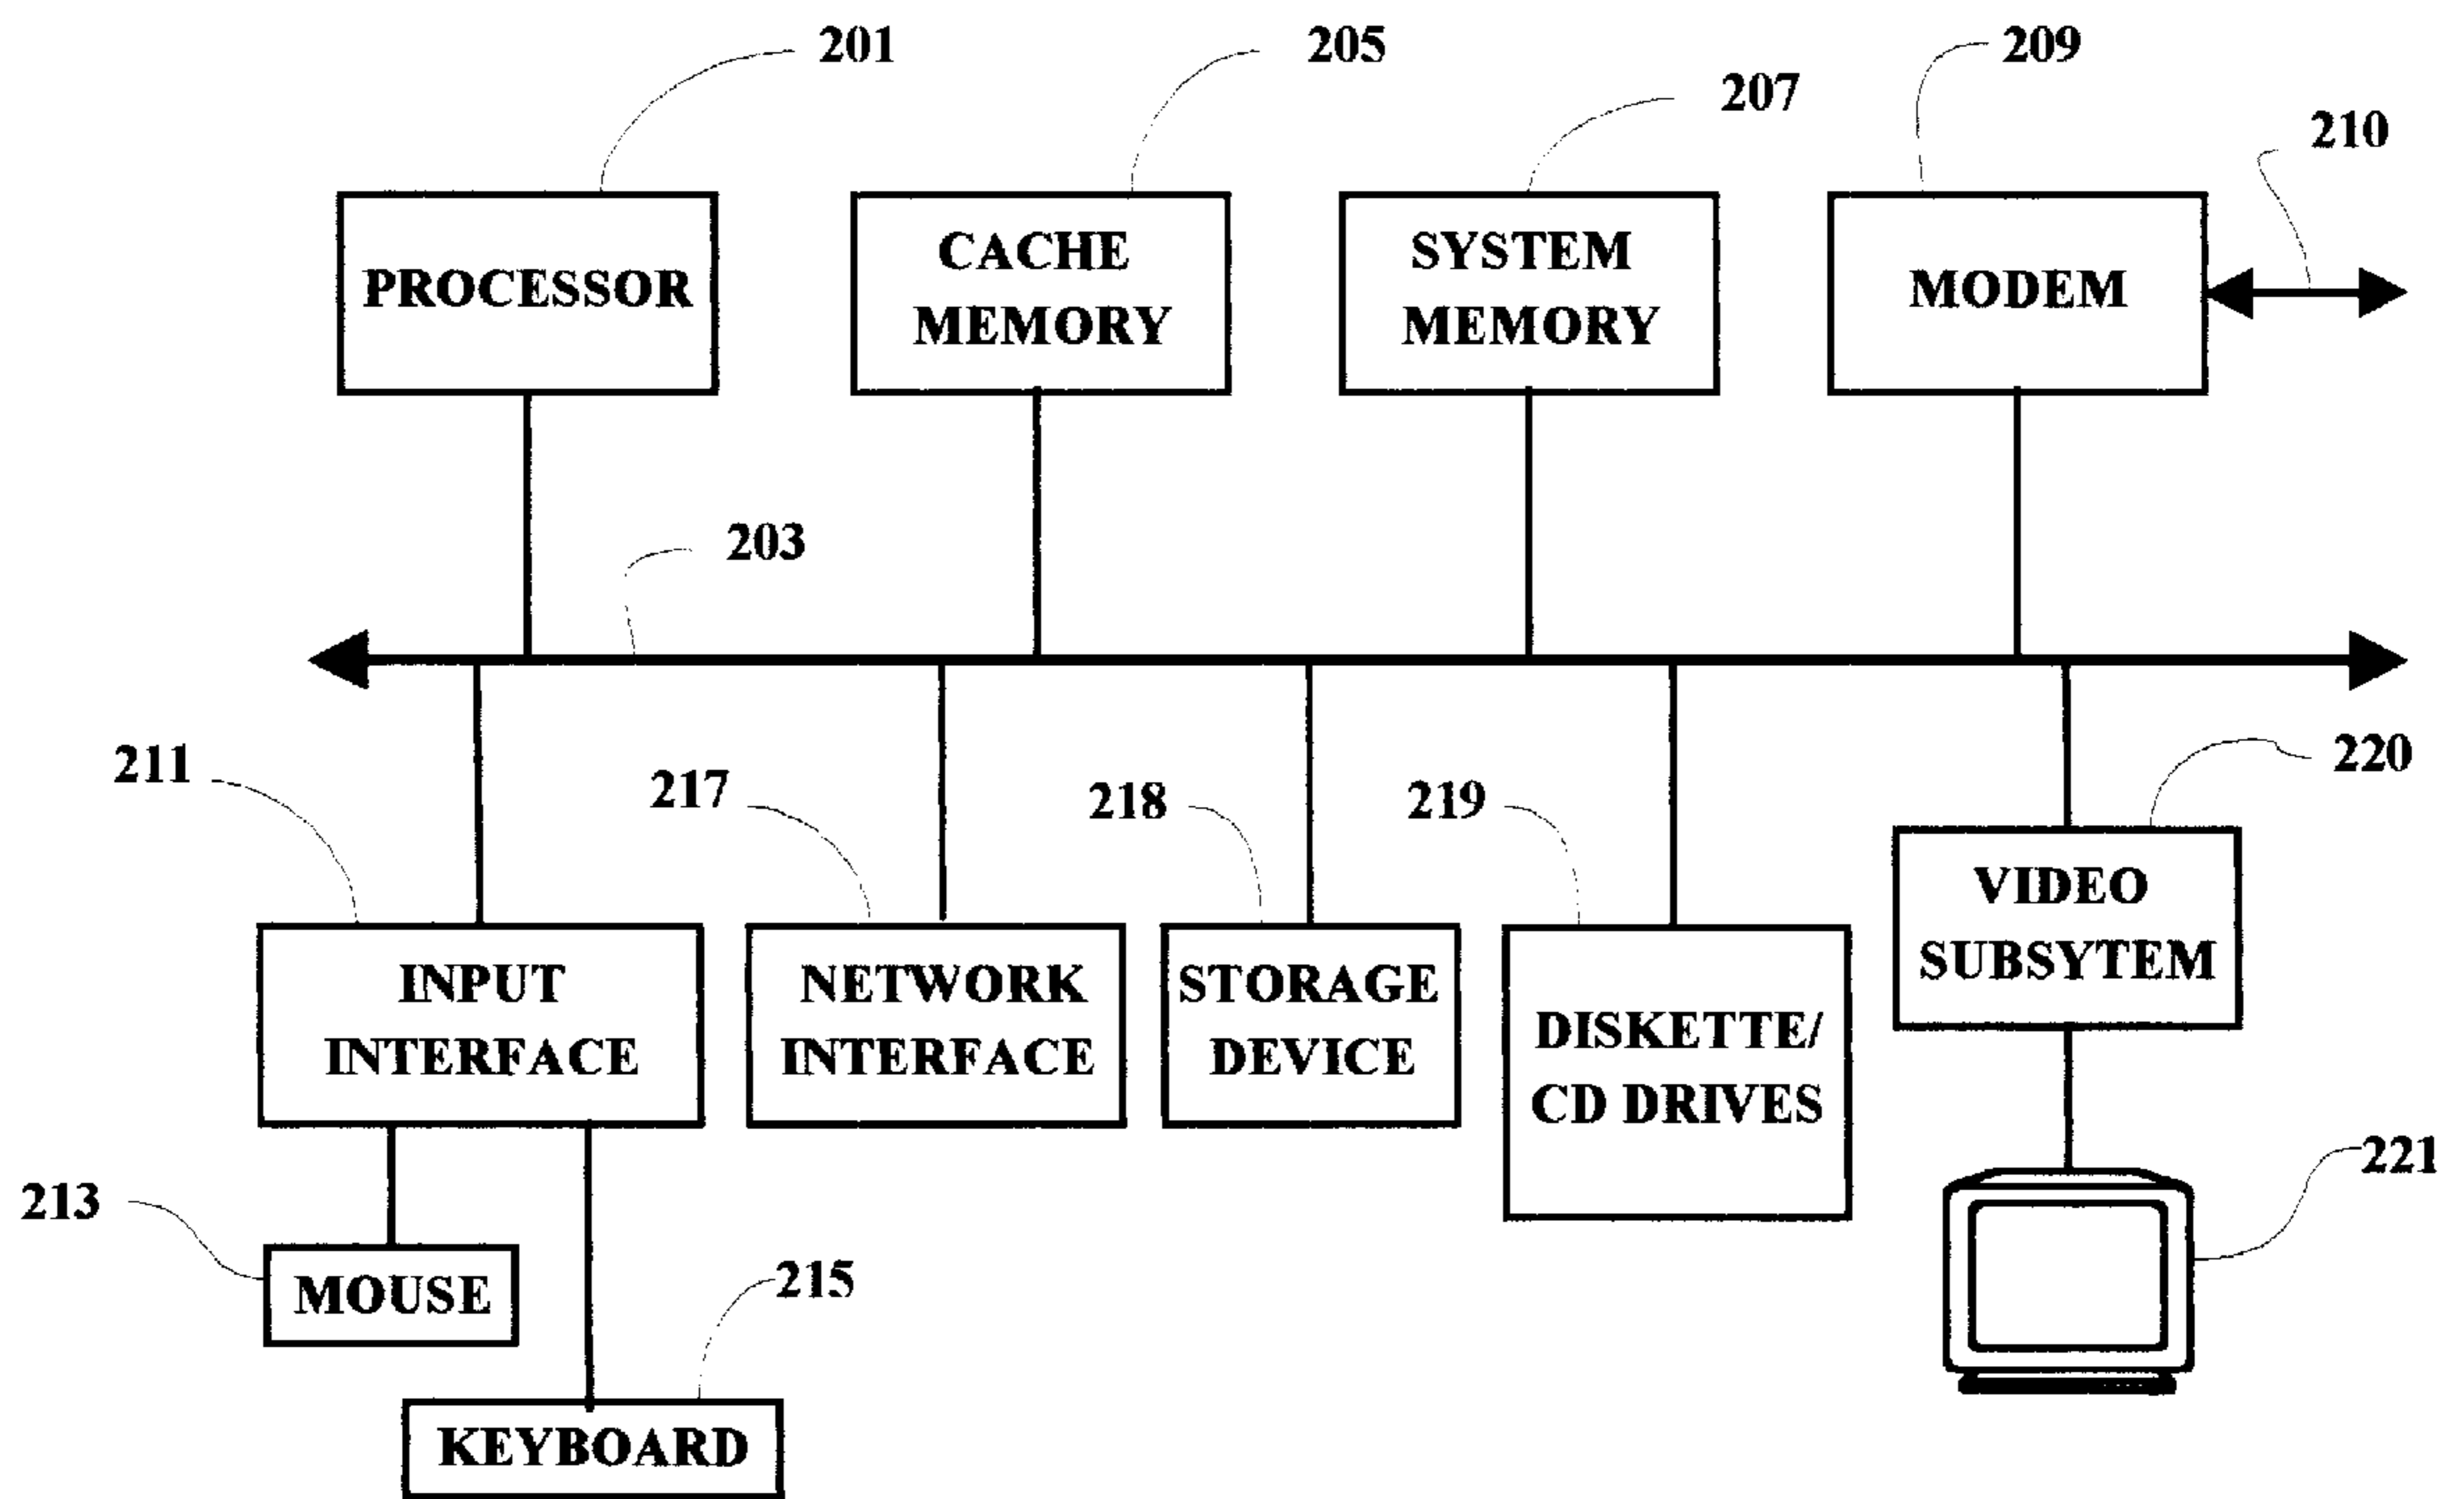 201
205
207
209
210
PROCESSOR
CACHE
MEMORY
SYSTEM
MEMORY
MODEM
203
211
217
218
219
220
INPUT
INTERFACE
NETWORK
INTERFACE
STORAGE
DEVICE
DISKETTE/
CD DRIVES
VIDEO
SUBSYTEM
213
MOUSE
215
KEYBOARD
221